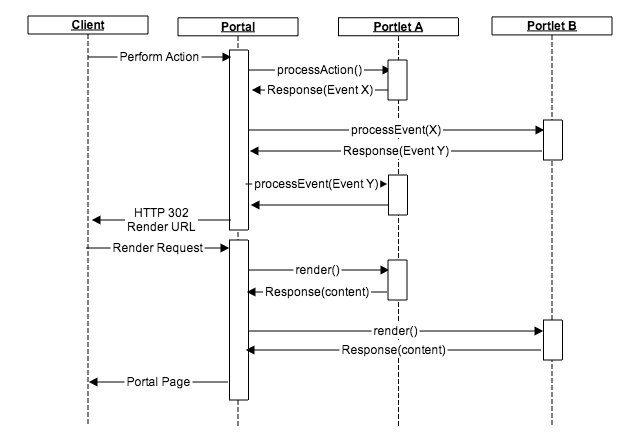 Client
Portal
Portlet A
Portlet B
Perform Action
processAction()
Response(Event X)
processEvent(X)
Response(Event Y)
processEvent(Event Y)
HTTP 302
Render URL
Render Request
render()
Response(content)
render()
Response(content)
Portal Page